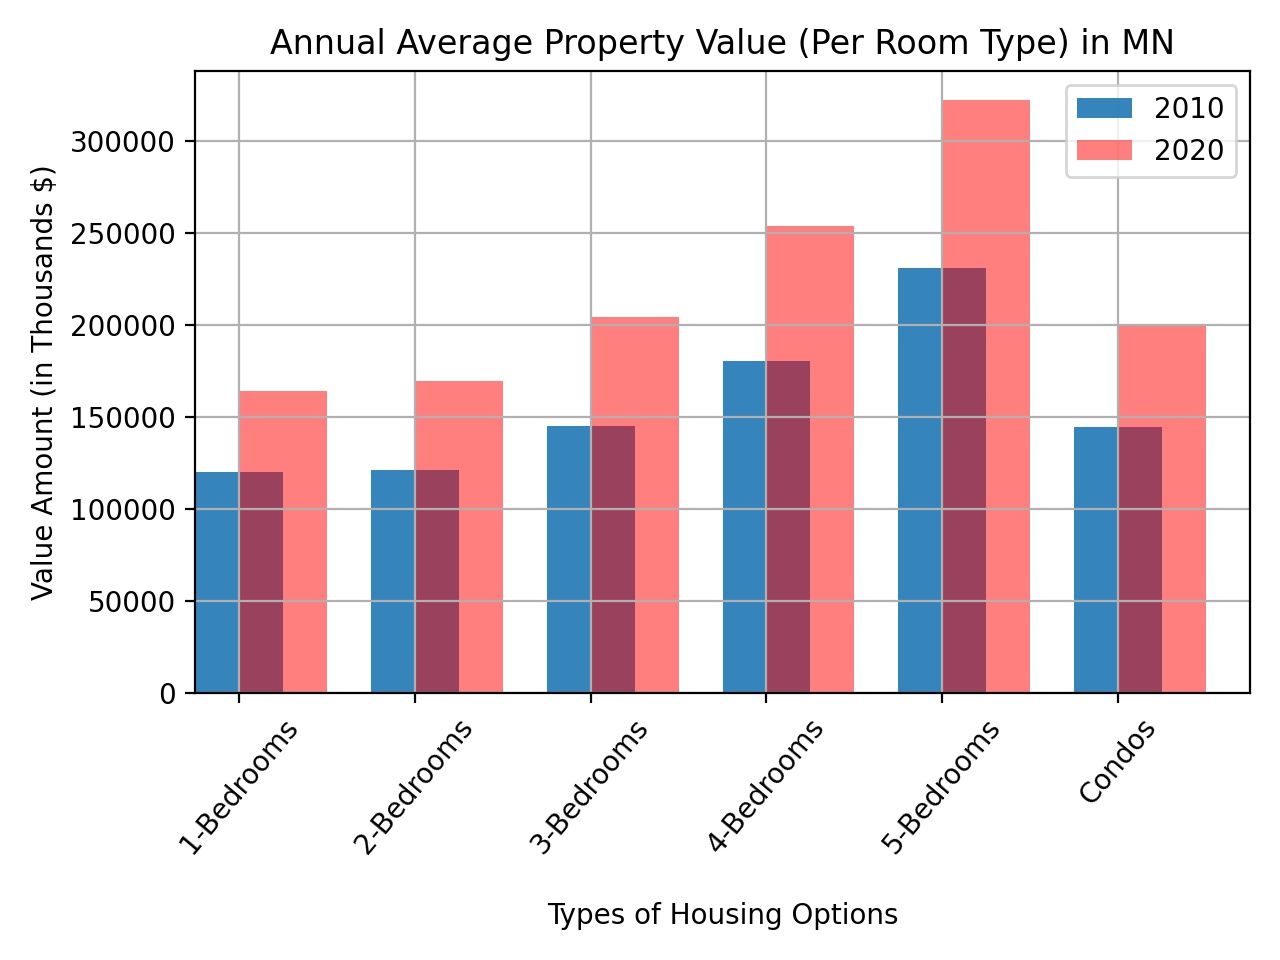 Annual Average Property Value (Per Room Type) in MN
2010
2020
Value Amount (in Thousands $)
300000
250000
200000
150000
100000
50000
0
1-Bedrooms
2-Bedrooms
3-Bedrooms
4-Bedrooms
5-Bedrooms
Condos
Types of Housing Options